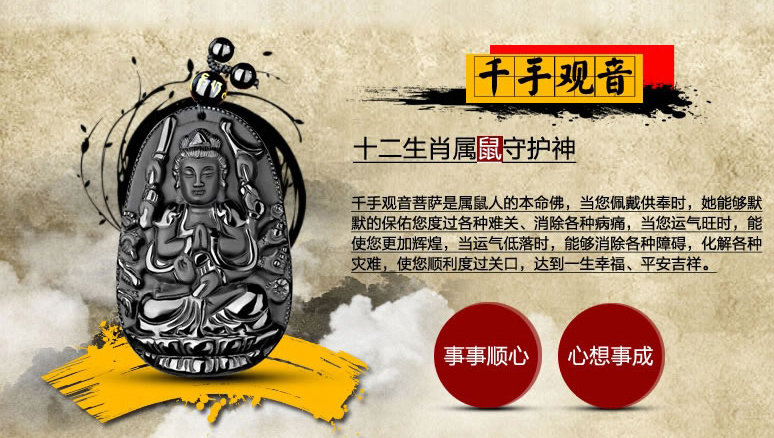 千手观音
十二生肖属鼠守护神
千手观音菩萨是属鼠人的本命佛，当您佩戴供奉时，她能够默
默的保佑您度过各种难关、消除各种病痛，当您运气旺时，能
使您更加辉煌，当运气低落时，能够消除各种障碍，化解各种
灾难，使您顺利度过关口，达到一生幸福、平安吉祥。
事事顺心
心想事成